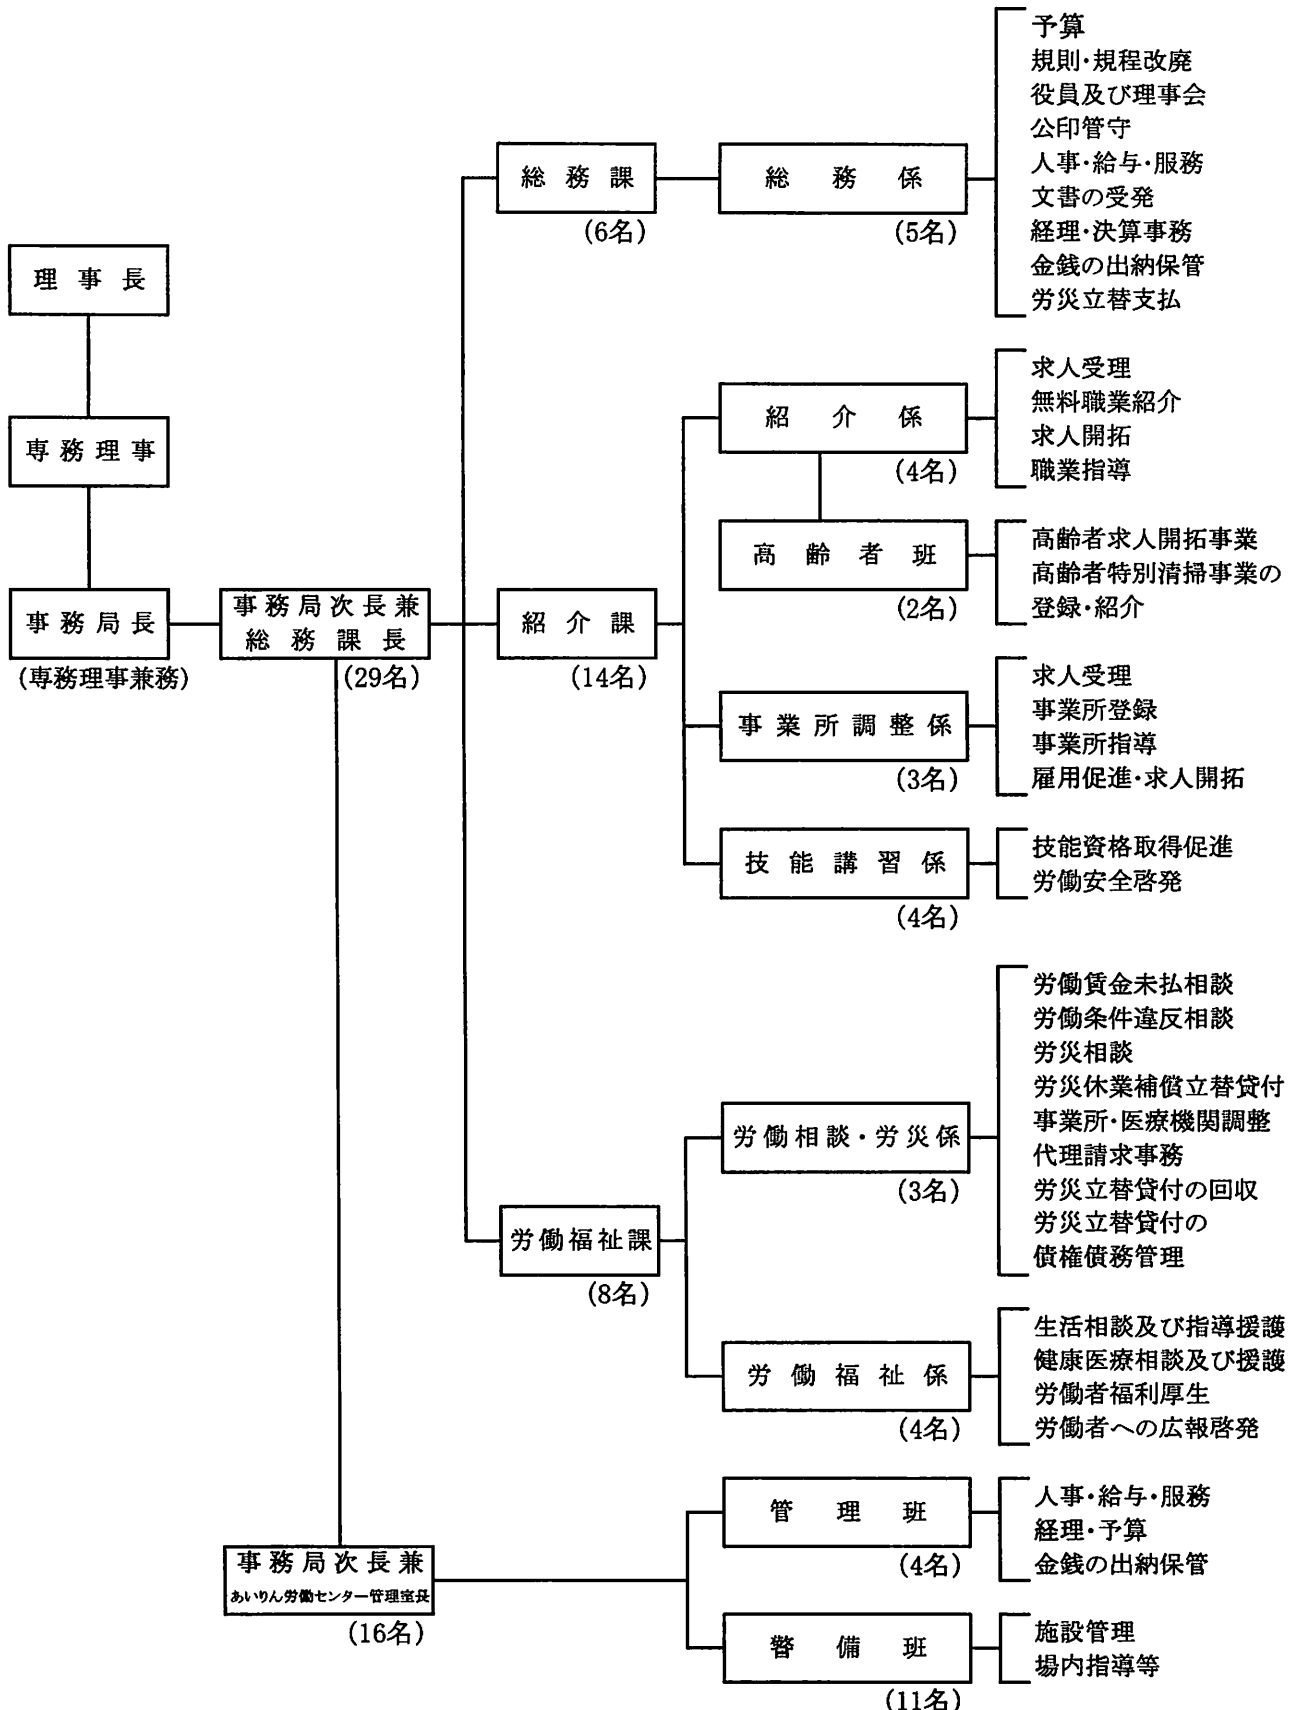 理事長
専務理事
事務局長
(専務理事兼務)
事務局次長兼
総務課長
(29名)
総務課
(6名)
総務係
(5名)
予算
規則・規程改廃
役員及び理事会
公印管守
人事・給与・服務
文書の受発
経理・決算事務
金銭の出納保管
労災立替支払
紹介課
(14名)
紹介係
(4名)
求人受理
無料職業紹介
求人開拓
職業指導
高齢者班
(2名)
高齢者求人開拓事業
高齢者特別清掃事業の
登録・紹介
事業所調整係
(3名)
求人受理
事業所登録
事業所指導
雇用促進・求人開拓
技能講習係
(4名)
技能資格取得促進
労働安全啓発
労働福祉課
(8名)
労働相談・労災係
(3名)
労働賃金未払相談
労働条件違反相談
労災相談
労災休業補償立替貸付
事業所・医療機関調整
代理請求事務
労災立替貸付の回収
労災立替貸付の
債権債務管理
労働福祉係
(4名)
生活相談及び指導援護
健康医療相談及び援護
労働者福利厚生
労働者への広報啓発
事務局次長兼
あいりん労働センター管理室長
(16名)
管理班
(4名)
人事・給与・服務
経理・予算
金銭の出納保管
警備班
(11名)
施設管理
場内指導等